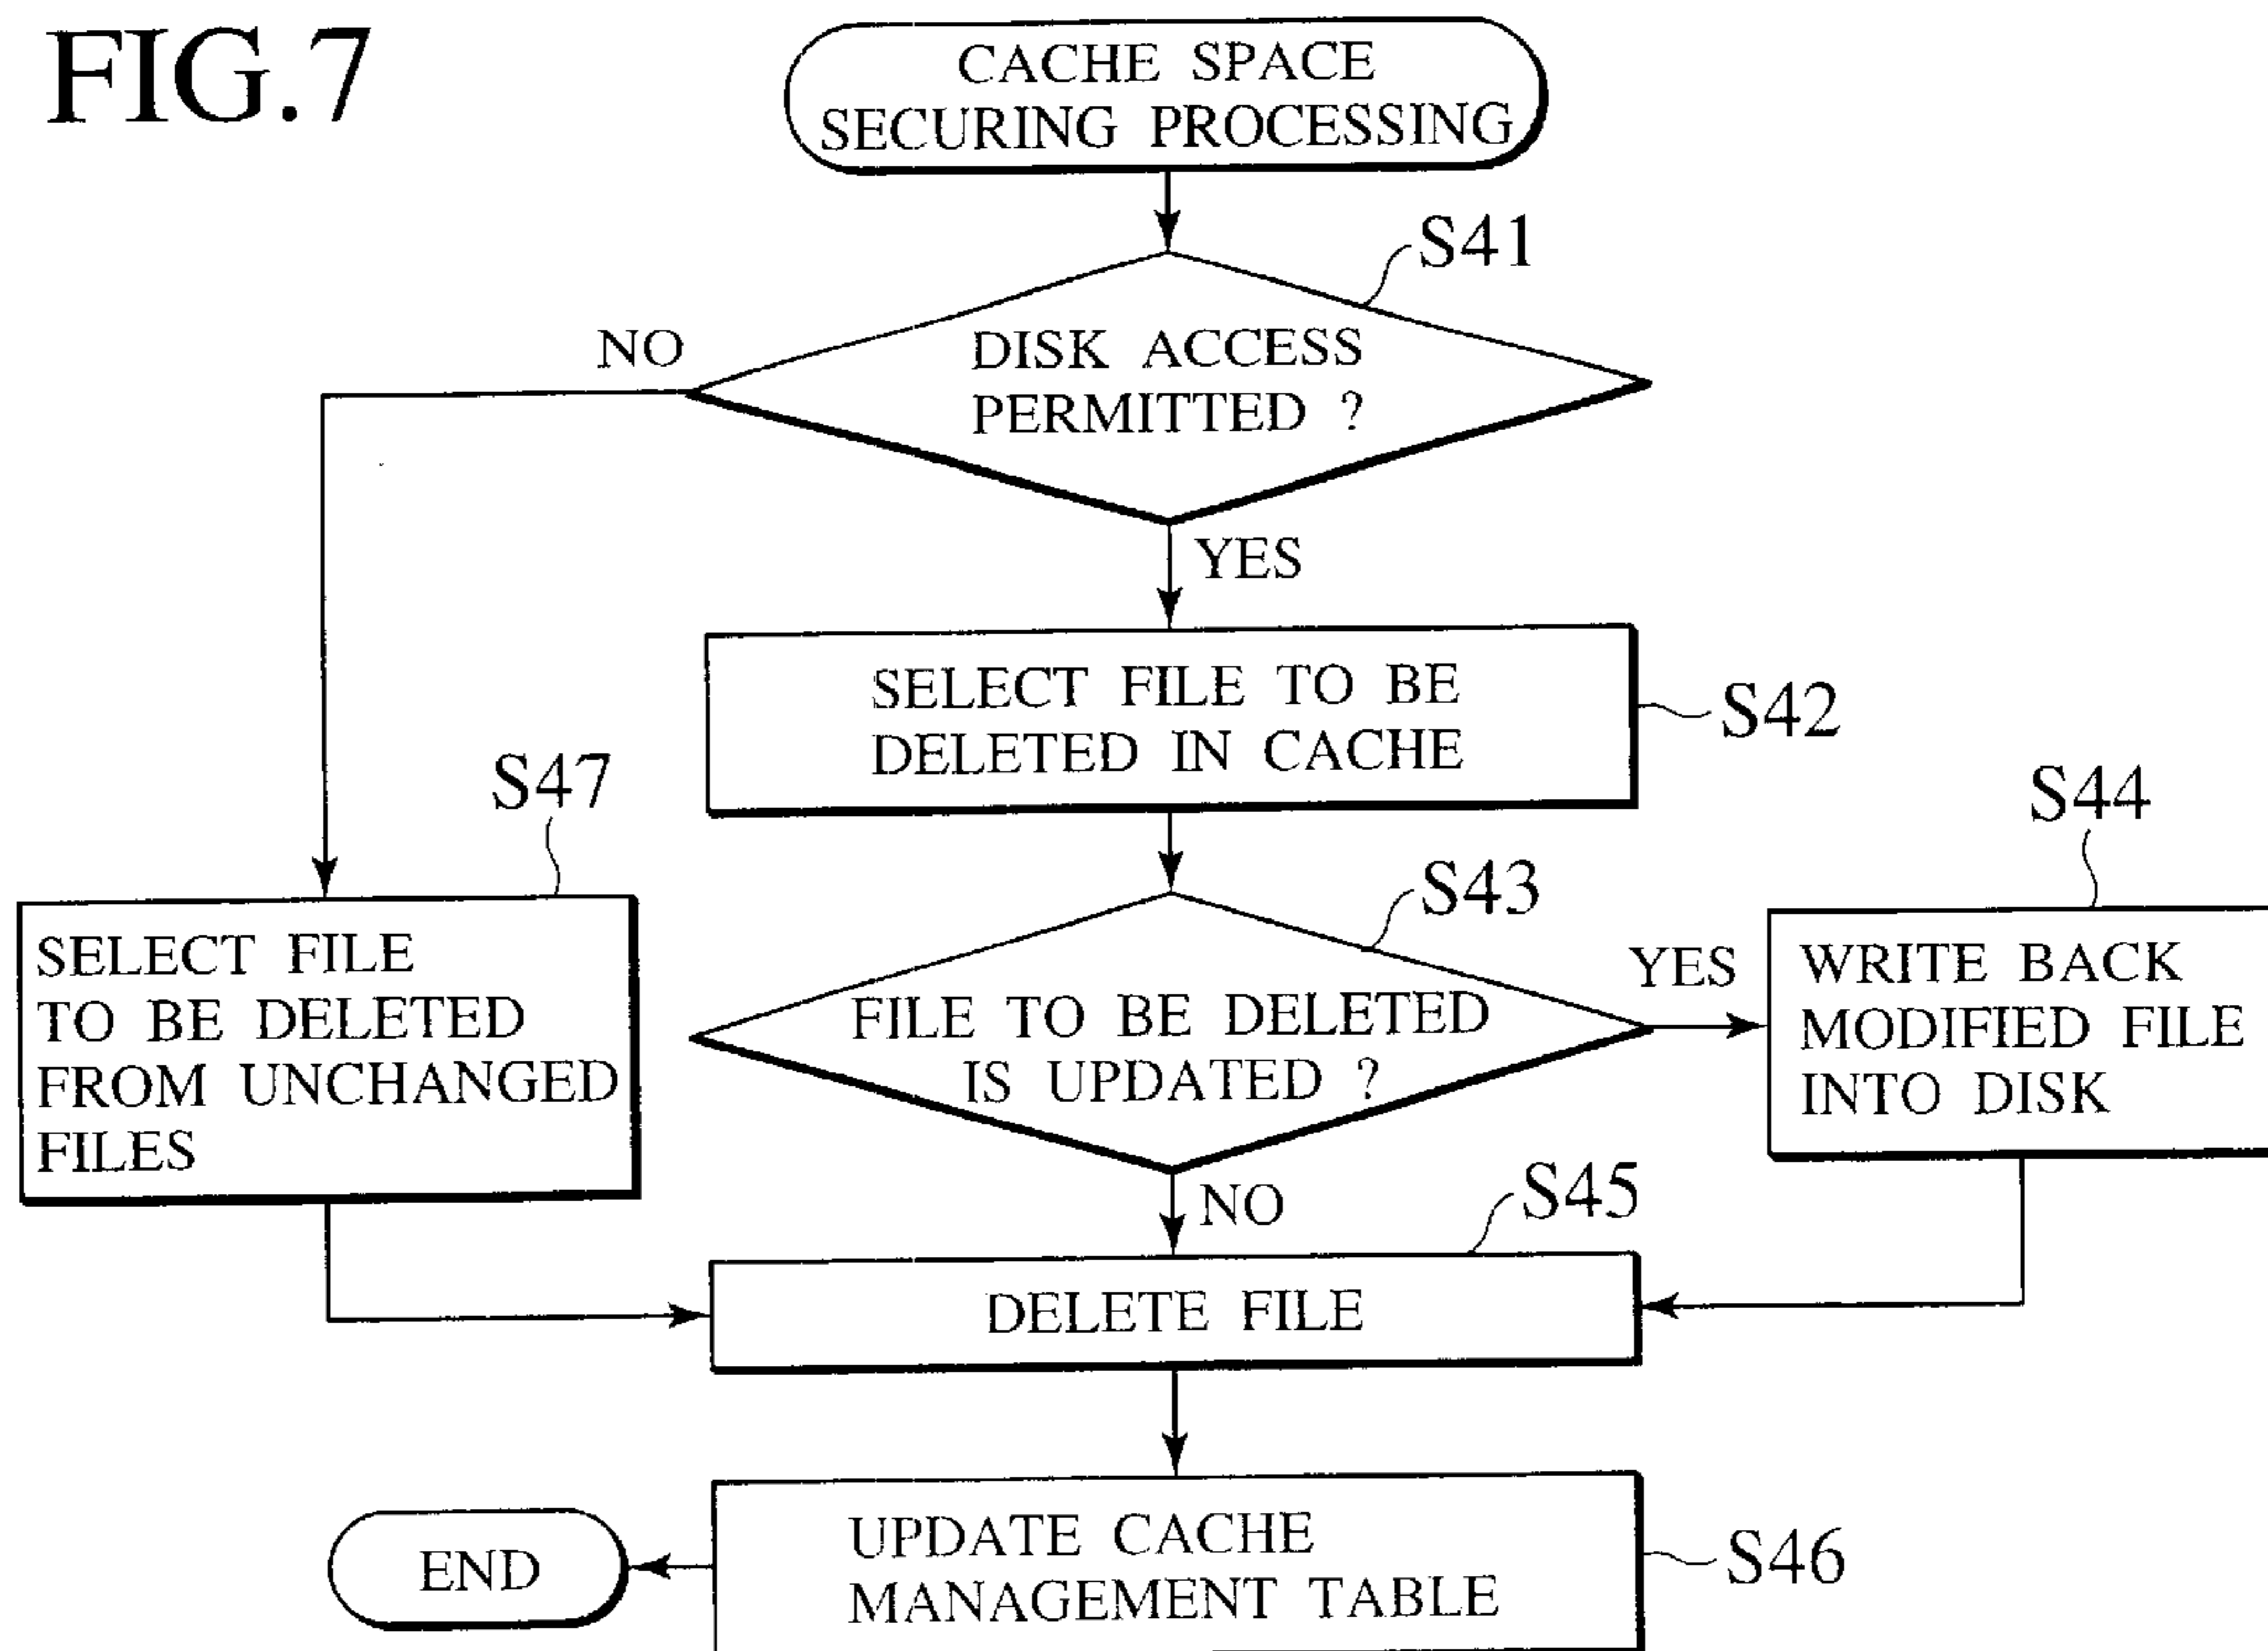 FIG.7
CACHE SPACE
SECURING PROCESSING
S41
DISK ACCESS
PERMITTED ?
NO
YES
SELECT FILE TO BE
DELETED IN CACHE
S42
S47
SELECT FILE
TO BE DELETED
FROM UNCHANGED
FILES
S43
FILE TO BE DELETED
IS UPDATED ?
YES
S44
WRITE BACK
MODIFIED FILE
INTO DISK
NO
S45
DELETE FILE
UPDATE CACHE
MANAGEMENT TABLE
S46
END